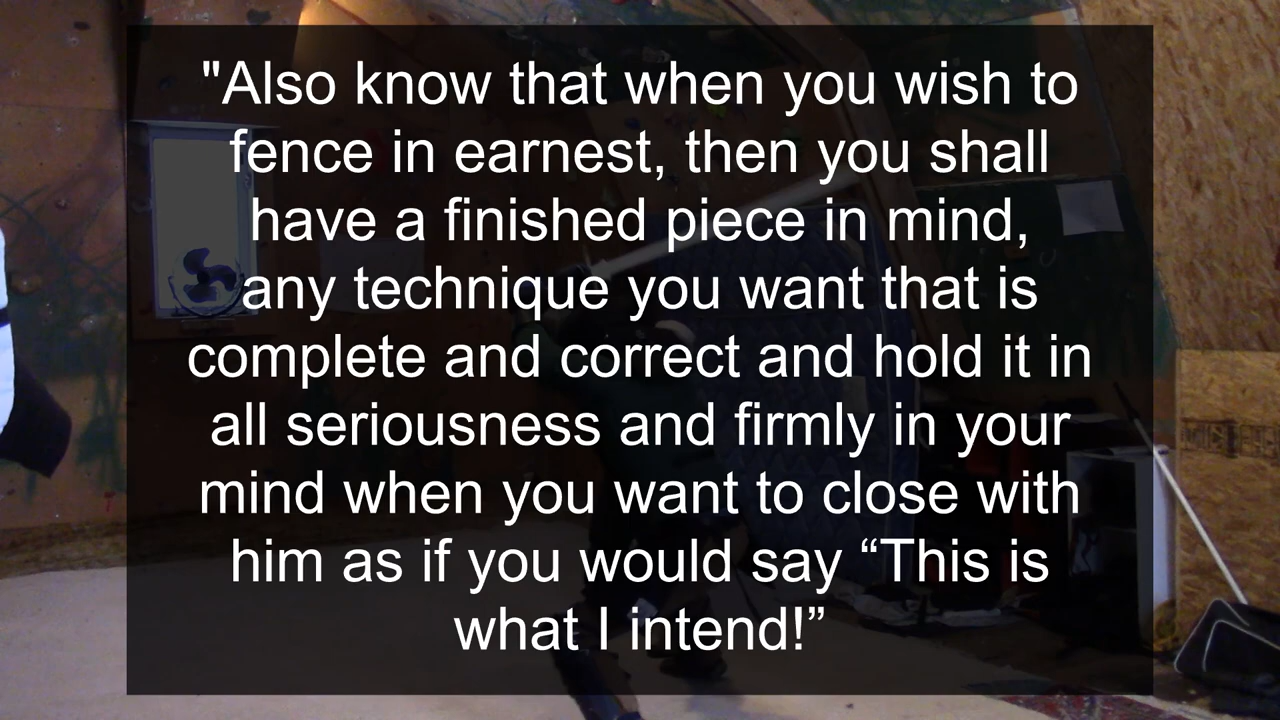 "Also know that when you wish to
fence in earnest, then you shall
have a finished piece in mind,
any technique you want that is
complete and correct and hold it in
all seriousness and firmly in your
mind when you want to close with
him as if you would say “This is
what I intend!”